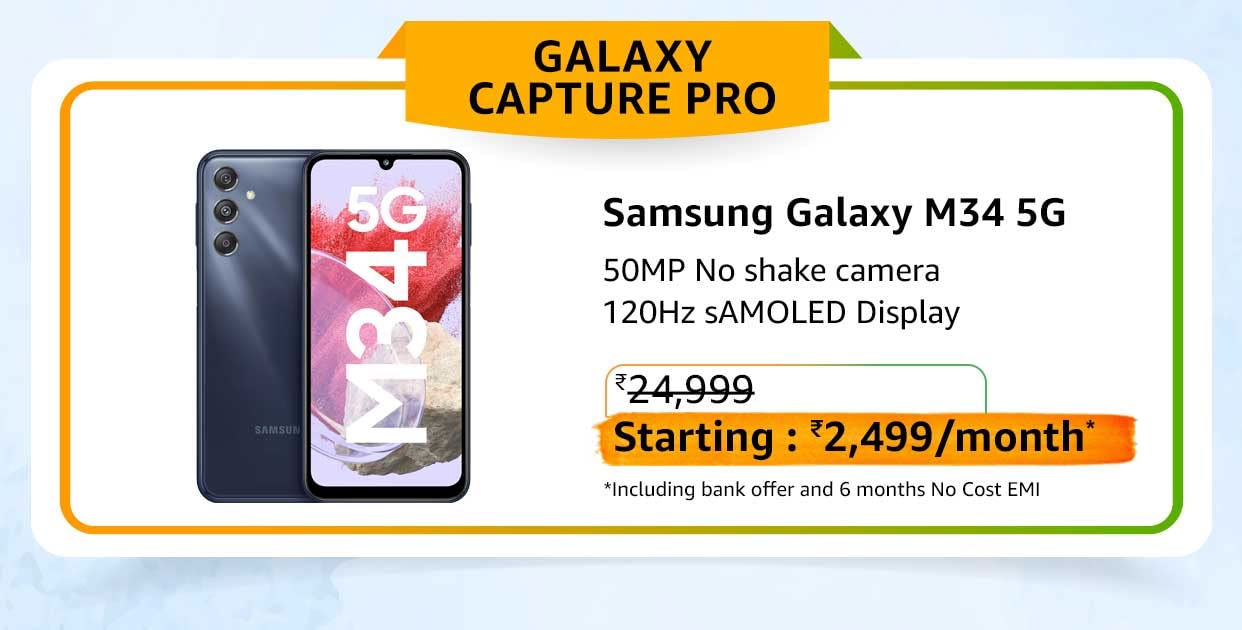 GALAXY
CAPTURE PRO
5G
M34
SAMSUN
Samsung Galaxy M34 5G
50MP No shake camera
120Hz sAMOLED Display
₹24,999
Starting : ₹2,499/month*
*Including bank offer and 6 months No Cost EMI